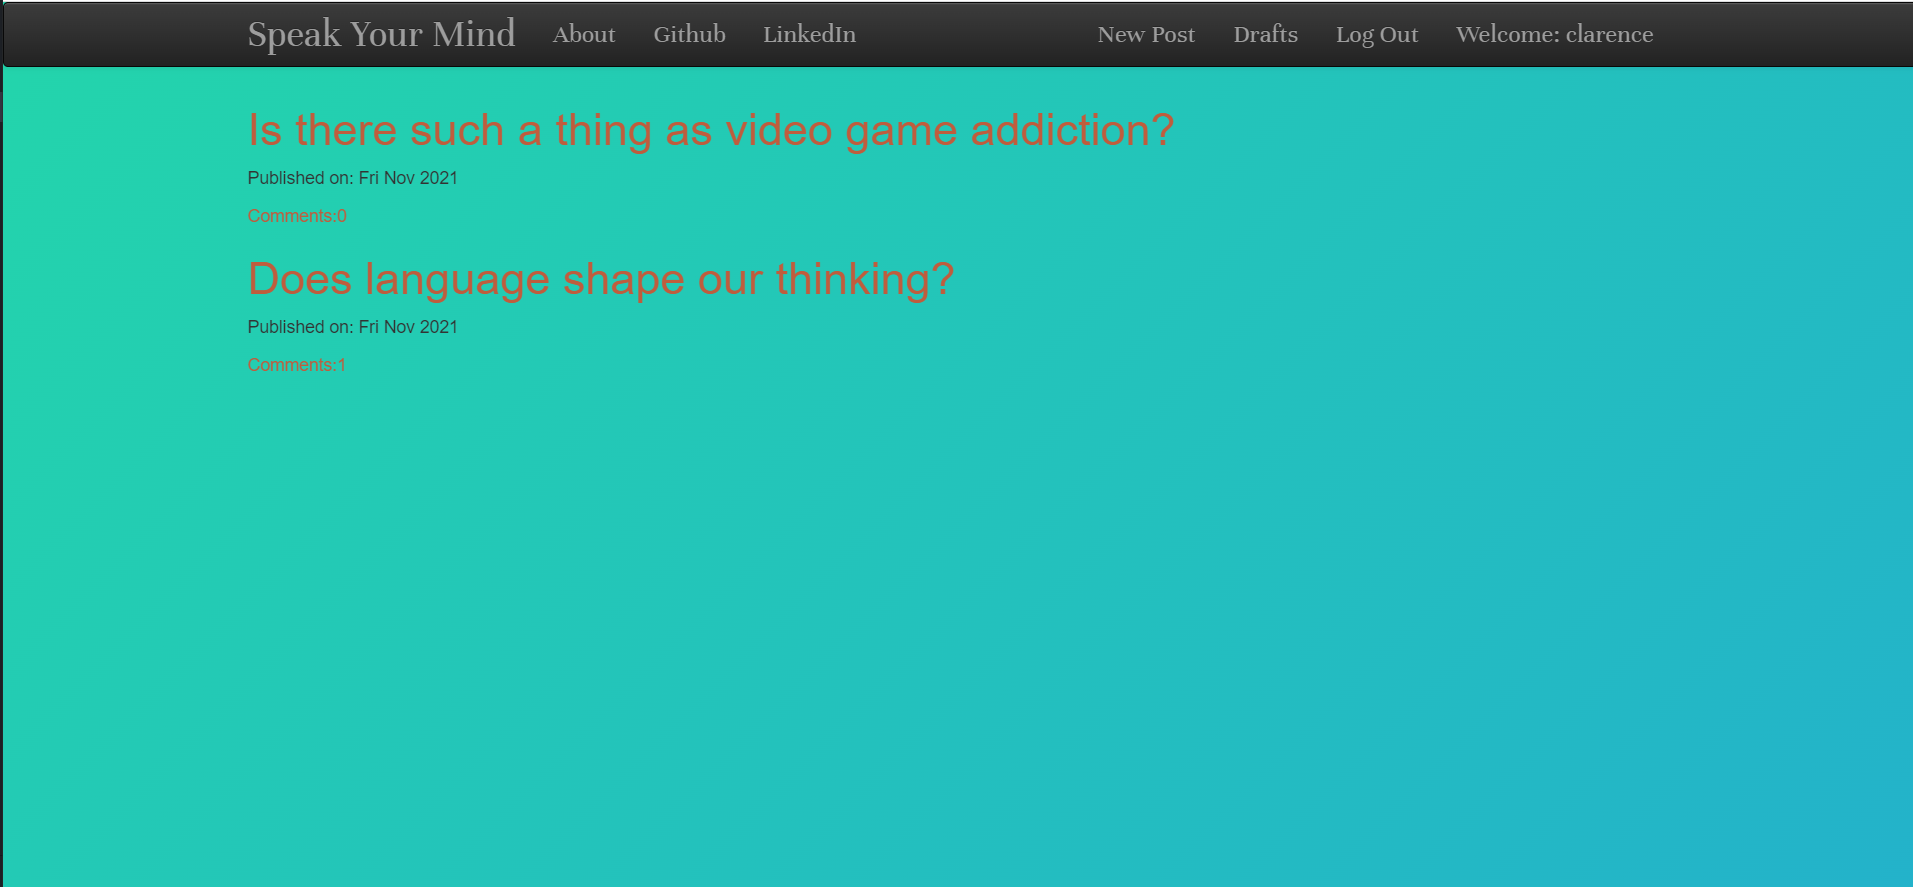 Speak Your Mind About Github LinkedIn New Post Drafts Log Out Welcome: clarence
Is there such a thing as video game addiction?
Published on: Fri Nov 2021
Comments:0
Does language shape our thinking?
Published on: Fri Nov 2021
Comments:1